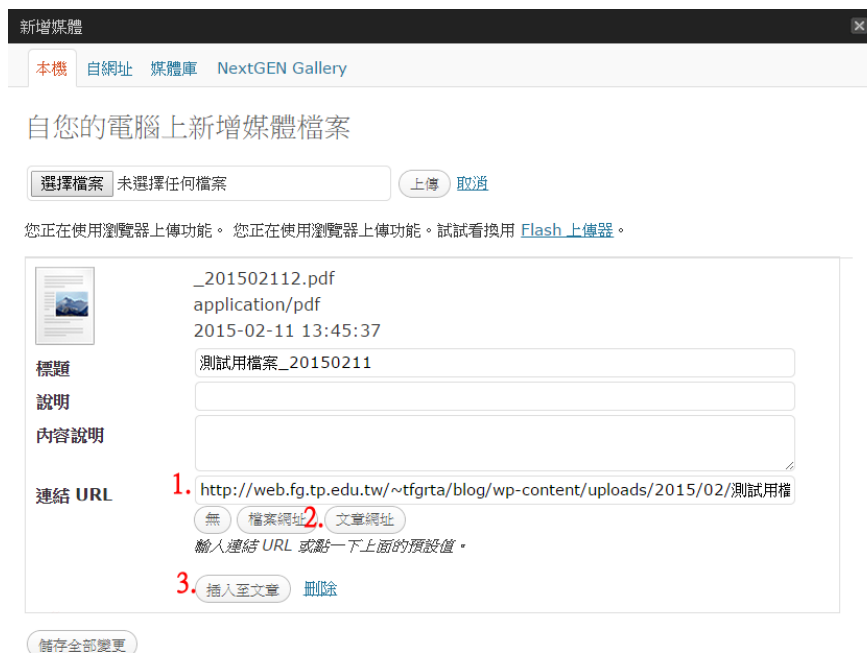 新增媒體
本機 自網址 媒體庫 NextGEN Gallery
自您的電腦上新增媒體檔案
選擇檔案 未選擇任何檔案 上傳 取消
您正在使用瀏覽器上傳功能。 您正在使用瀏覽器上傳功能。試試看換用 Flash 上傳器。
_201502112.pdf
application/pdf
2015-02-11 13:45:37
標題 測試用檔案_20150211
說明
內容說明
連結 URL 1. http://web.fg.tp.edu.tw/~tfgrta/blog/wp-content/uploads/2015/02/測試用檔
無 檔案網址 2. 文章網址
輸入連結 URL 或點一下上面的預設值。
3. 插入至文章 刪除
儲存全部變更